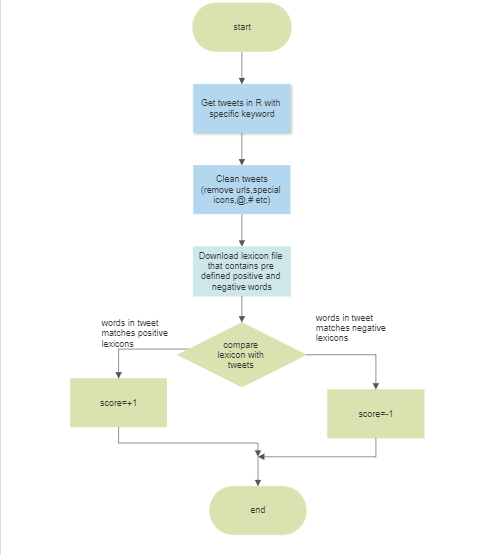 start
Get tweets in R with
specific keyword
Clean tweets
(remove urls,special
icons,@,# etc)
Download lexicon file
that contains pre
defined positive and
negative words
words in tweet
matches positive
lexicons
words in tweet
matches negative
lexicons
compare
lexicon with
tweets
score=+1
score=-1
end